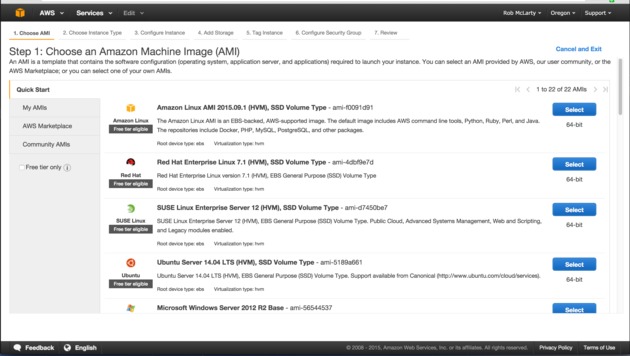 AWS Services Edit Rob McLarty Oregon Support
1. Choose AMI 2. Choose Instance Type 3. Configure Instance 4. Add Storage 5. Tag Instance 6. Configure Security Group 7. Review
Step 1: Choose an Amazon Machine Image (AMI) Cancel and Exit
An AMI is a template that contains the software configuration (operating system, application server, and applications) required to launch your instance. You can select an AMI provided by AWS, our user community, or the
AWS Marketplace; or you can select one of your own AMIs.
Quick Start 1 to 22 of 22 AMIs
My AMIs
AWS Marketplace
Community AMIs
Free tier only
Amazon Linux
Free tier eligible
Amazon Linux AMI 2015.09.1 (HVM), SSD Volume Type - ami-f0091d91
The Amazon Linux AMI is an EBS-backed, AWS-supported image. The default image includes AWS command line tools, Python, Ruby, Perl, and Java.
The repositories include Docker, PHP, MySQL, PostgreSQL, and other packages.
Root device type: ebs Virtualization type: hvm
Select
64-bit
Red Hat
Free tier eligible
Red Hat Enterprise Linux 7.1 (HVM), SSD Volume Type - ami-4dbf9e7d
Red Hat Enterprise Linux version 7.1 (HVM), EBS General Purpose (SSD) Volume Type
Root device type: ebs Virtualization type: hvm
Select
64-bit
SUSE Linux
Free tier eligible
SUSE Linux Enterprise Server 12 (HVM), SSD Volume Type - ami-d7450be7
SUSE Linux Enterprise Server 12 (HVM), EBS General Purpose (SSD) Volume Type. Public Cloud, Advanced Systems Management, Web and Scripting,
and Legacy modules enabled.
Root device type: ebs Virtualization type: hvm
Select
64-bit
Ubuntu
Free tier eligible
Ubuntu Server 14.04 LTS (HVM), SSD Volume Type - ami-5189a661
Ubuntu Server 14.04 LTS (HVM), EBS General Purpose (SSD) Volume Type. Support available from Canonical (http://www.ubuntu.com/cloud/services).
Root device type: ebs Virtualization type: hvm
Select
64-bit
Microsoft Windows Server 2012 R2 Base - ami-56544537
Select
Feedback English © 2008 - 2015, Amazon Web Services, Inc. or its affiliates. All rights reserved. Privacy Policy Terms of Use